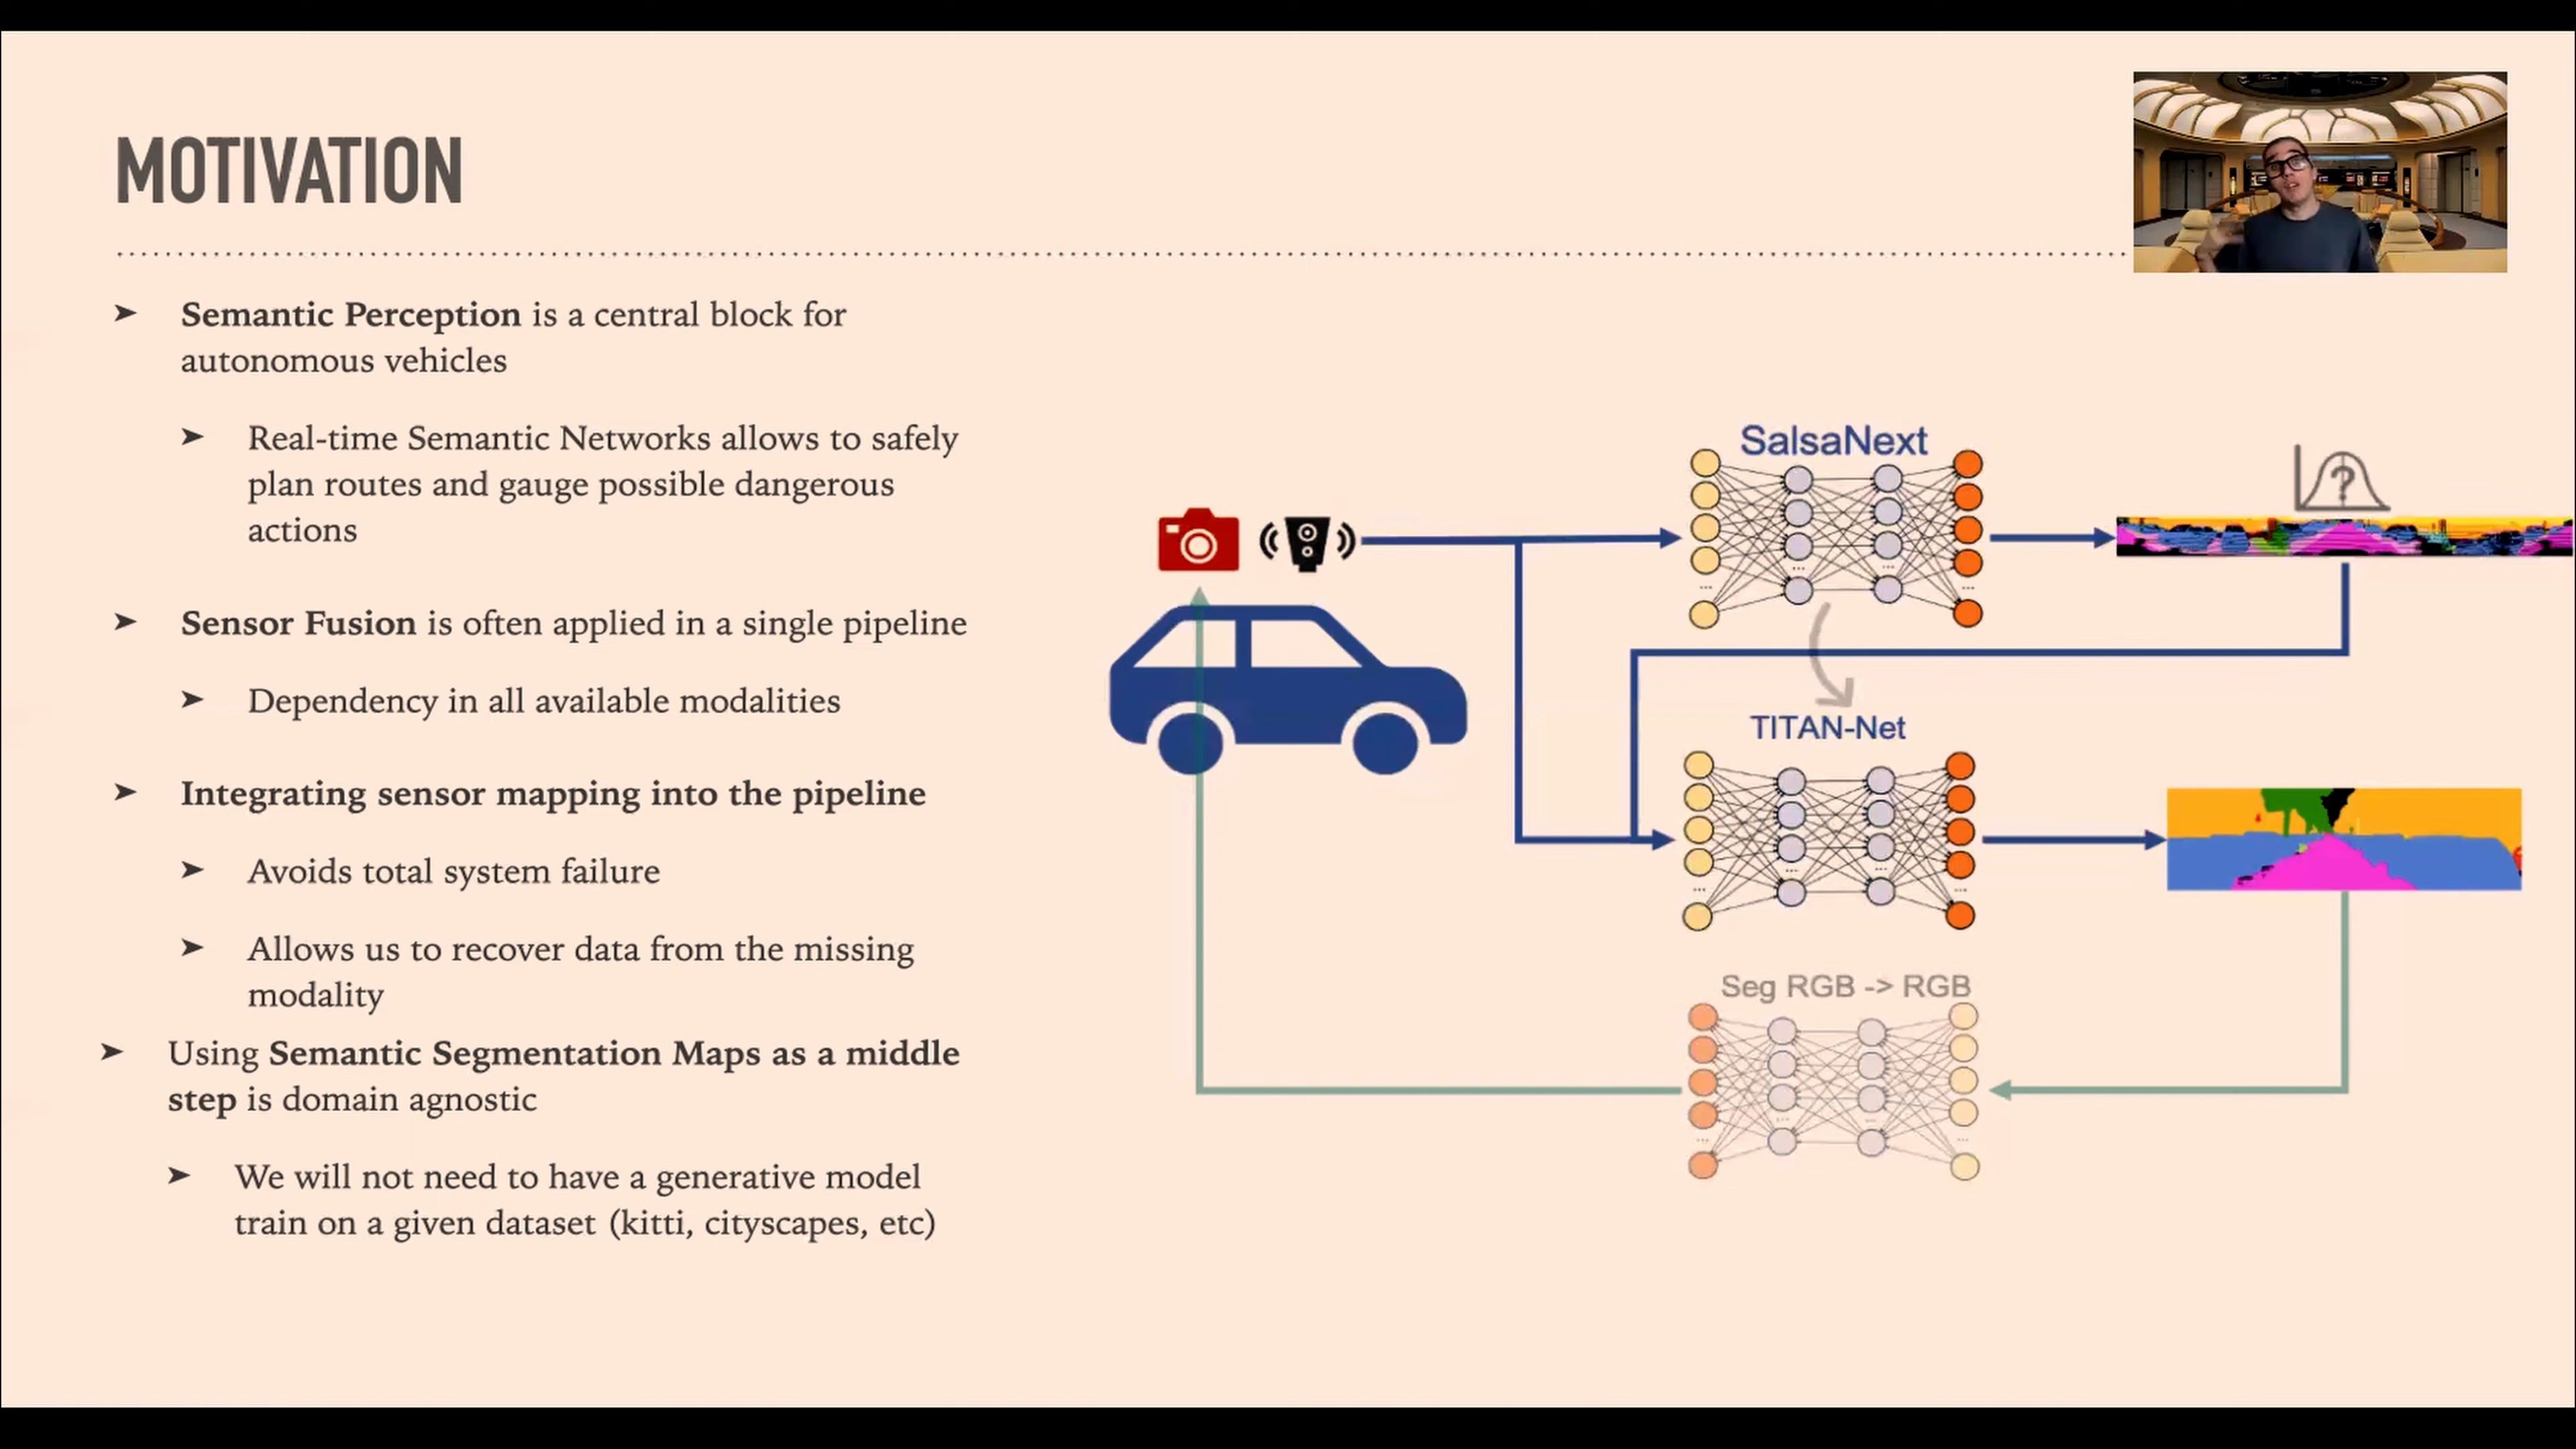 MOTIVATION
➤ Semantic Perception is a central block for
autonomous vehicles
➤ Real-time Semantic Networks allows to safely
plan routes and gauge possible dangerous
actions
➤ Sensor Fusion is often applied in a single pipeline
➤ Dependency in all available modalities
➤ Integrating sensor mapping into the pipeline
➤ Avoids total system failure
➤ Allows us to recover data from the missing
modality
➤ Using Semantic Segmentation Maps as a middle
step is domain agnostic
➤ We will not need to have a generative model
train on a given dataset (kitti, cityscapes, etc)
SalsaNext
?
TITAN-Net
Seg RGB -> RGB